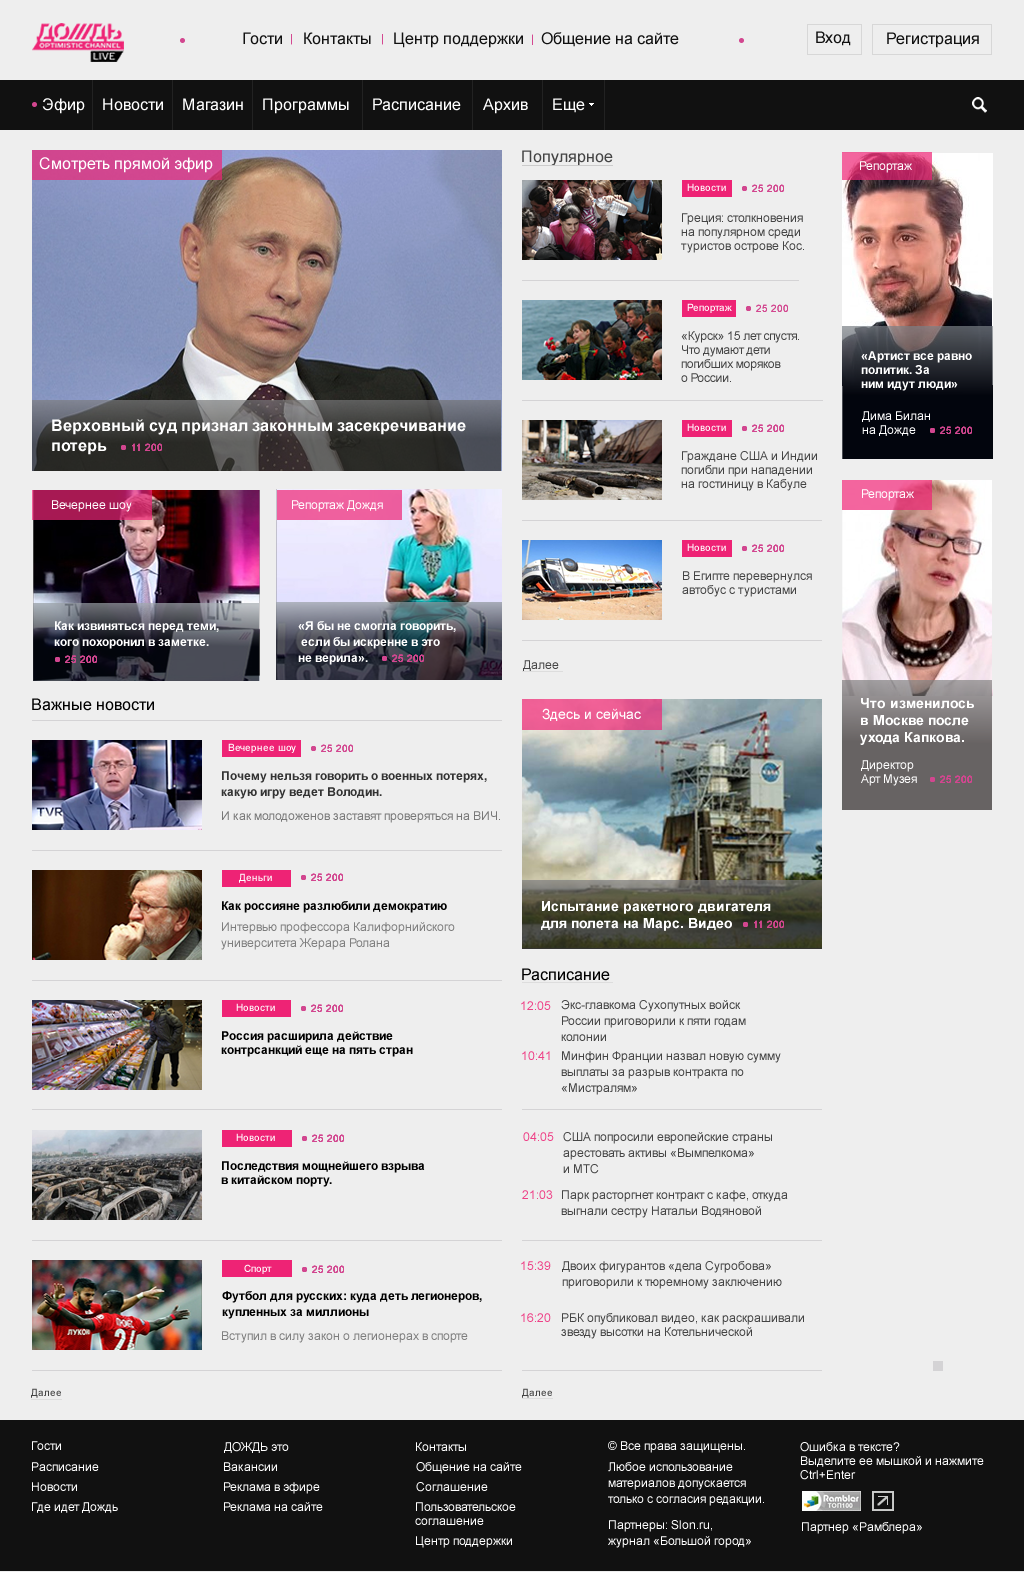 ДОЖДЬ
OPTIMISTIC CHANNEL
LIVE
Гости
Контакты
Центр поддержки
Общение на сайте
Вход
Регистрация
Эфир
Новости
Магазин
Программы
Расписание
Архив
Еще
Смотреть прямой эфир
Верховный суд признал законным засекречивание
потерь 11 200
Вечернее шоу
Как извиняться перед теми,
кого похоронил в заметке.
25 200
Репортаж Дождя
«Я бы не смогла говорить,
если бы искренне в это
не верила». 25 200
Важные новости
TVR
Вечернее шоу 25 200
Почему нельзя говорить о военных потерях,
какую игру ведет Володин.
И как молодоженов заставят проверяться на ВИЧ.
Деньги 25 200
Как россияне разлюбили демократию
Интервью профессора Калифорнийского
университета Жерара Ролана
Новости 25 200
Россия расширила действие
контрсанкций еще на пять стран
Новости 25 200
Последствия мощнейшего взрыва
в китайском порту.
Спорт 25 200
Футбол для русских: куда деть легионеров,
купленных за миллионы
Вступил в силу закон о легионерах в спорте
Далее
Популярное
Новости 25 200
Греция: столкновения
на популярном среди
туристов острове Кос.
Репортаж 25 200
«Курск» 15 лет спустя.
Что думают дети
погибших моряков
о России.
Новости 25 200
Граждане США и Индии
погибли при нападении
на гостиницу в Кабуле
Новости 25 200
В Египте перевернулся
автобус с туристами
Далее
Здесь и сейчас
NASA
Испытание ракетного двигателя
для полета на Марс. Видео 11 200
Расписание
12:05 Экс-главкома Сухопутных войск
России приговорили к пяти годам
колонии
10:41 Минфин Франции назвал новую сумму
выплаты за разрыв контракта по
«Мистралям»
04:05 США попросили европейские страны
арестовать активы «Вымпелкома»
и МТС
21:03 Парк расторгнет контракт с кафе, откуда
выгнали сестру Натальи Водяновой
15:39 Двоих фигурантов «дела Сугробова»
приговорили к тюремному заключению
16:20 РБК опубликовал видео, как раскрашивали
звезду высотки на Котельнической
Далее
Репортаж
«Артист все равно
политик. За
ним идут люди»
Дима Билан
на Дожде 25 200
Репортаж
Что изменилось
в Москве после
ухода Капкова.
Директор
Арт Музея 25 200
Гости
Расписание
Новости
Где идет Дождь
ДОЖДЬ это
Вакансии
Реклама в эфире
Реклама на сайте
Контакты
Общение на сайте
Соглашение
Пользовательское
соглашение
Центр поддержки
© Все права защищены.
Любое использование
материалов допускается
только с согласия редакции.
Партнеры: Slon.ru,
журнал «Большой город»
Ошибка в тексте?
Выделите ее мышкой и нажмите
Ctrl+Enter
Rambler
ТОП100
Партнер «Рамблера»